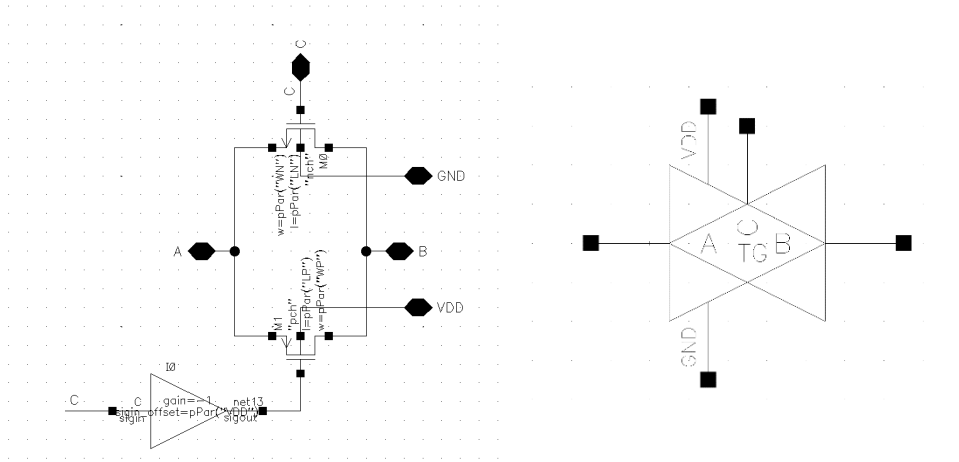 C
C
M0
w=pPar("WN")
l=pPar("LN")
"nch"
GND
A
B
M1
"pch"
l=pPar("LP")
w=pPar("WP")
VDD
I0
C
C
gain=-1
net13
sigin_offset=pPar("VDD")
sigin
sigout
VDD
C
A
B
TG
GND